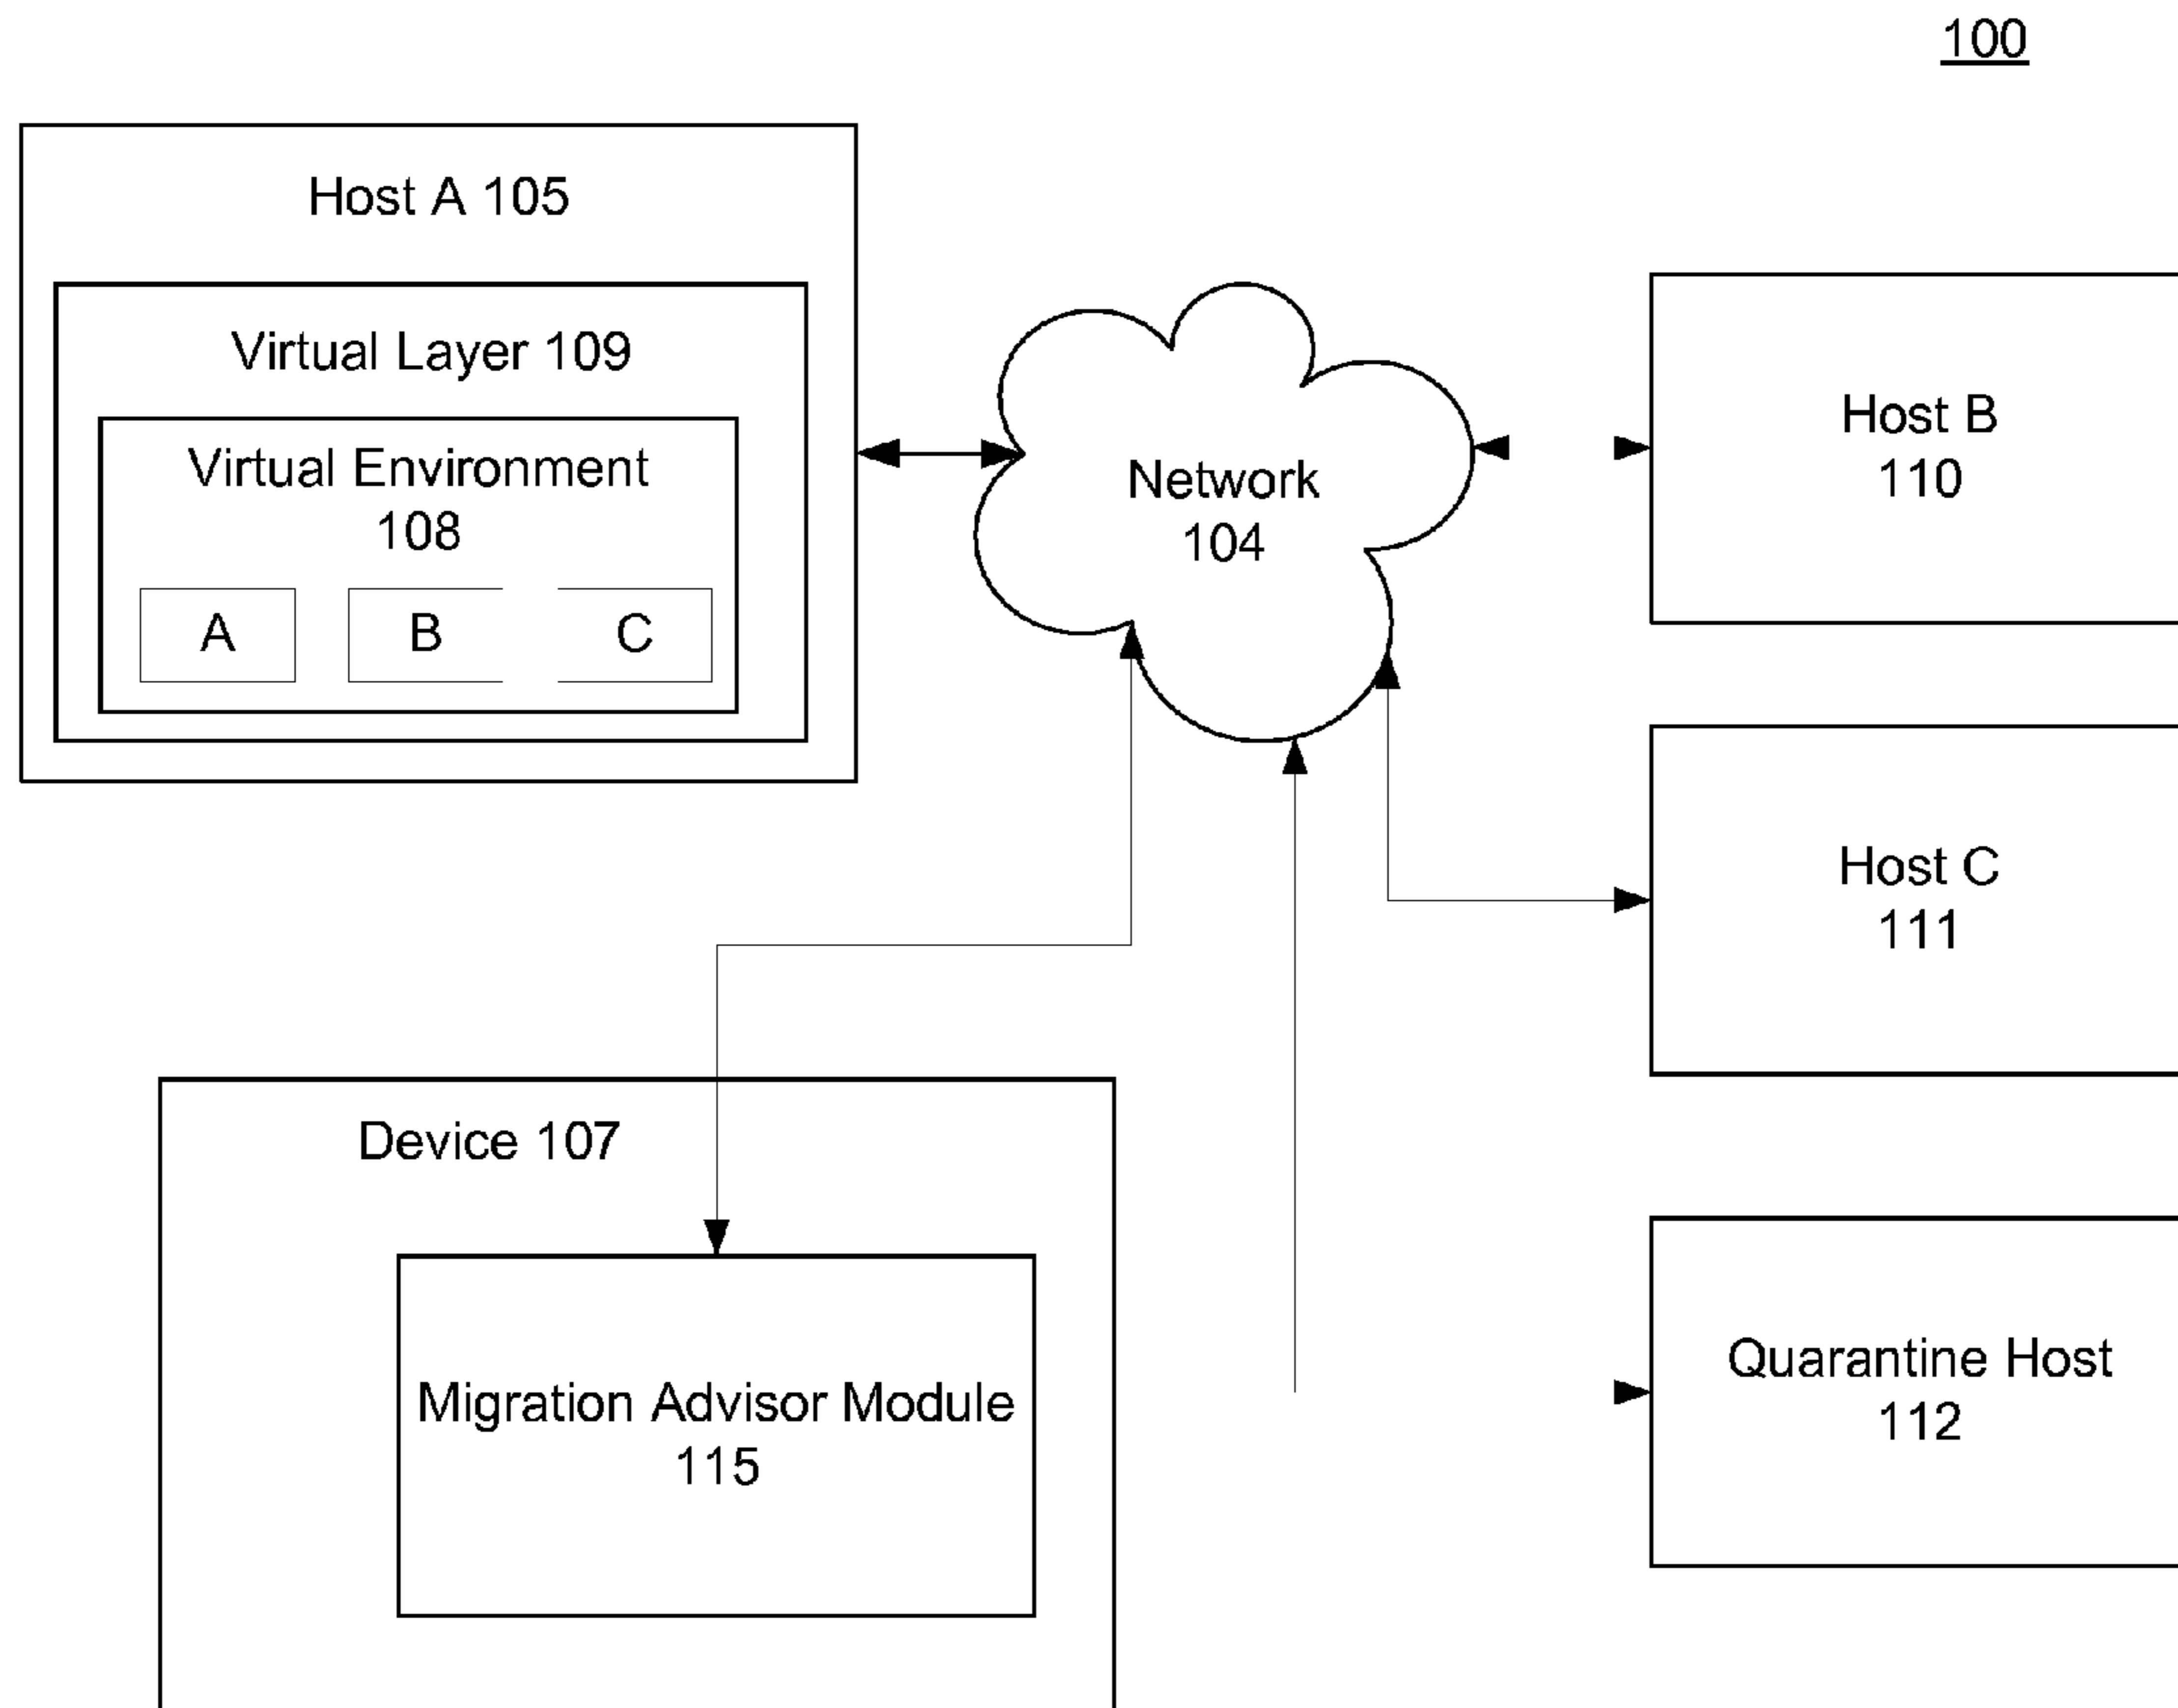 100
Host A 105
Virtual Layer 109
Virtual Environment
108
A
B
C
Network
104
Host B
110
Host C
111
Device 107
Migration Advisor Module
115
Quarantine Host
112